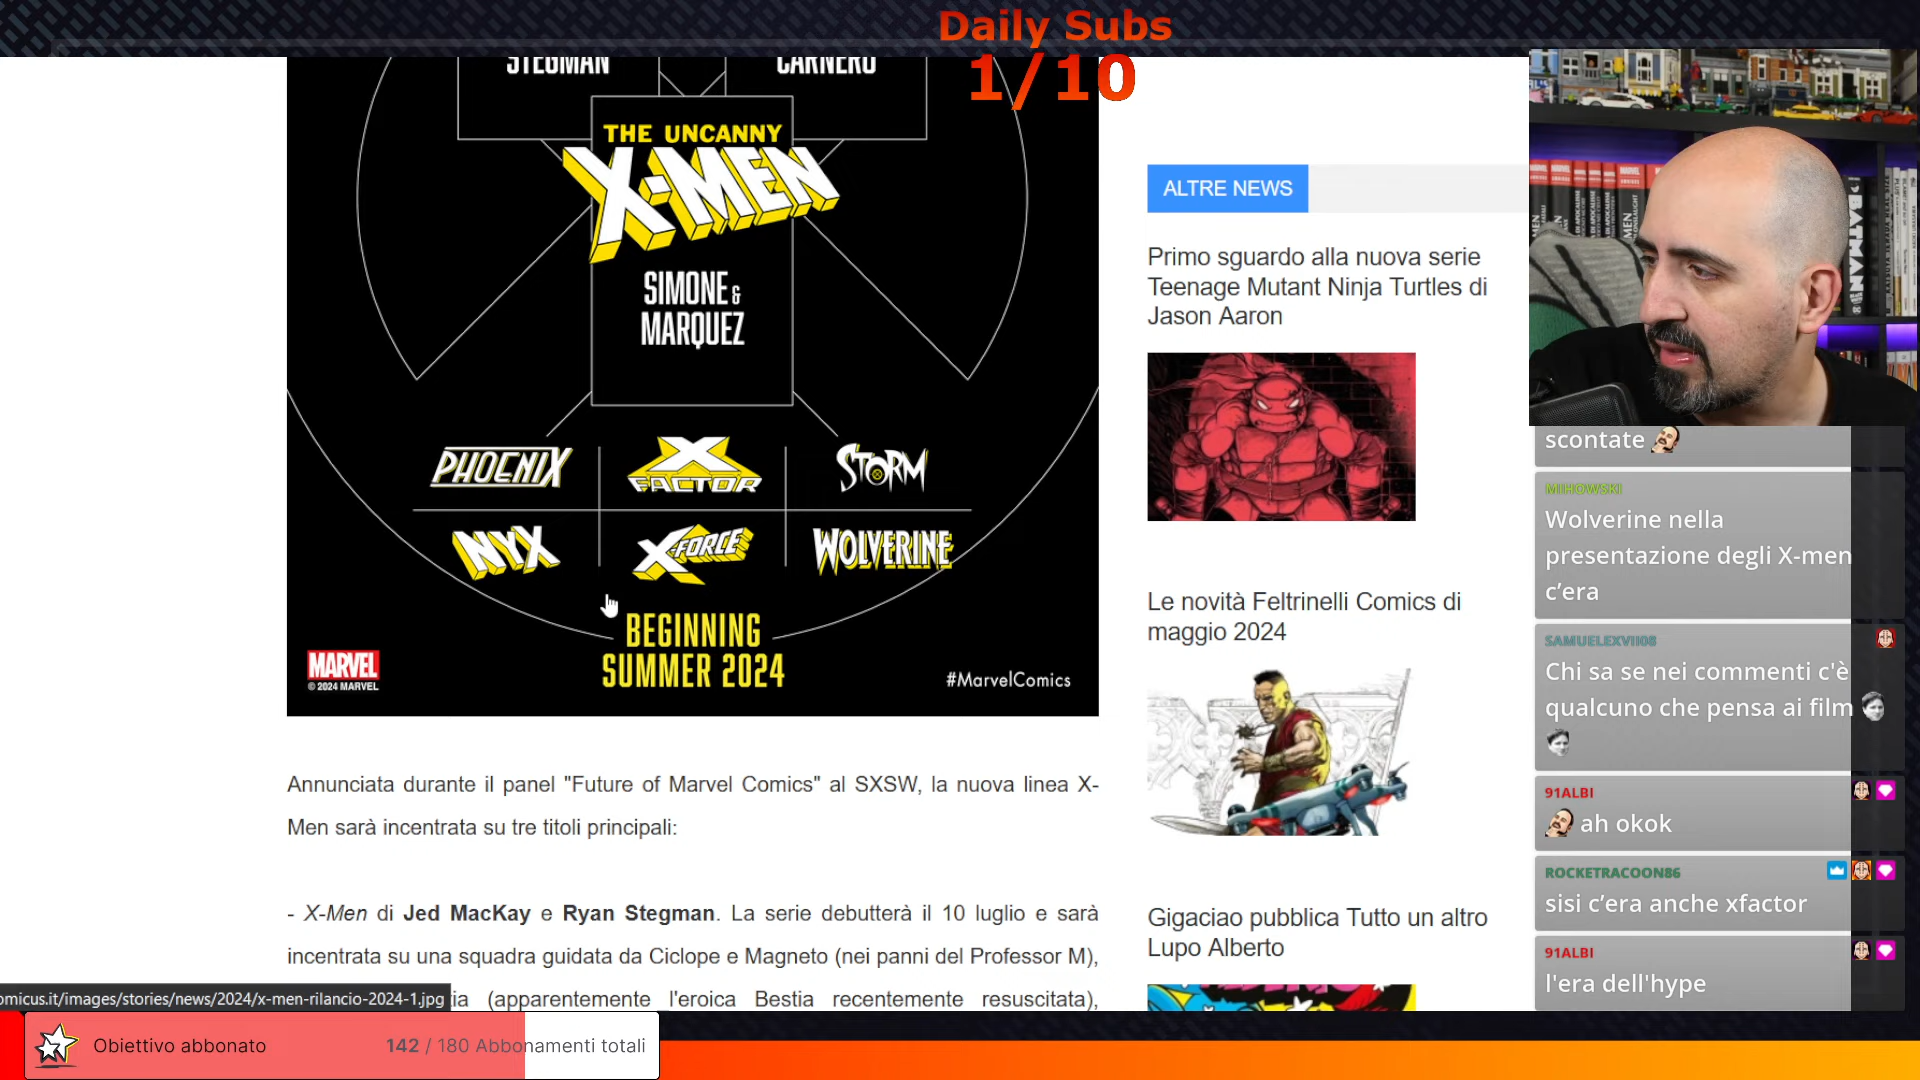 Daily Subs
1/10
STEGMAN
CARNERO
THE UNCANNY
X-MEN
SIMONE &
MARQUEZ
PHOENIX
X
FACTOR
STORM
NYX
X-FORCE
WOLVERINE
BEGINNING
SUMMER 2024
MARVEL
© 2024 MARVEL
#MarvelComics
Annunciata durante il panel "Future of Marvel Comics" al SXSW, la nuova linea X-
Men sarà incentrata su tre titoli principali:
- X-Men di Jed MacKay e Ryan Stegman. La serie debutterà il 10 luglio e sarà
incentrata su una squadra guidata da Ciclope e Magneto (nei panni del Professor M),
tia (apparentemente l'eroica Bestia recentemente resuscitata),
omicus.it/images/stories/news/2024/x-men-rilancio-2024-1.jpg
ALTRE NEWS
Primo sguardo alla nuova serie
Teenage Mutant Ninja Turtles di
Jason Aaron
Le novità Feltrinelli Comics di
maggio 2024
Gigaciao pubblica Tutto un altro
Lupo Alberto
BATMAN
scontate
MIHOWSKI
Wolverine nella
presentazione degli X-men
c'era
SAMUELEXVII08
Chi sa se nei commenti c'è
qualcuno che pensa ai film
91ALBI
ah okok
ROCKETRACOON86
sisi c'era anche xfactor
91ALBI
l'era dell'hype
Obiettivo abbonato
142 / 180 Abbonamenti totali